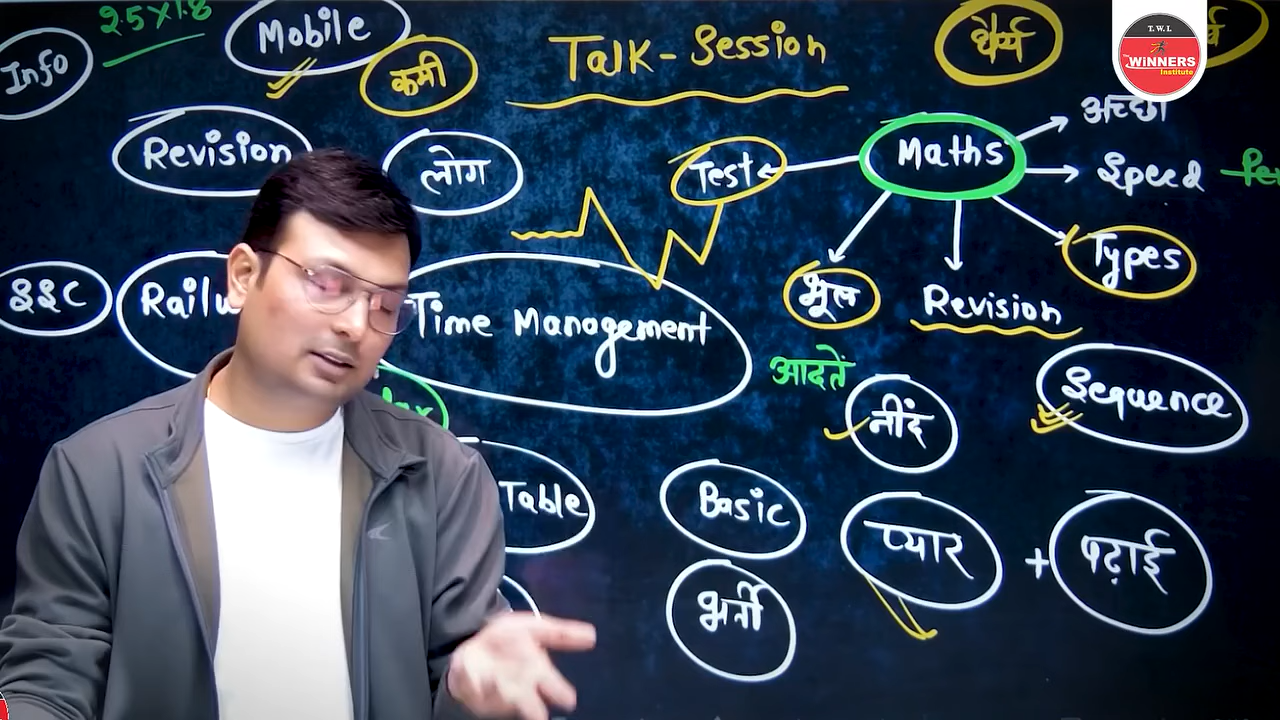 2.5×1.8
Info
Mobile
कमी
Talk-Session
धैर्य
T.W.I.
The WiNNERS
Institute
Revision
लोग
Test
Maths
अच्छा
Speed
Types
भूल
Revision
SSC
Time Management
आदतें
नींद
Sequence
Table
Basic
प्यार
+
पढ़ाई
भर्ती